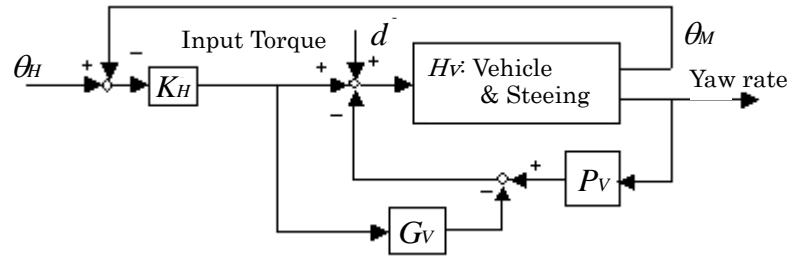 Input Torque
d
θM
θH
+
−
KH
+
+
Hv: Vehicle
& Steeing
Yaw rate
−
−
+
PV
GV